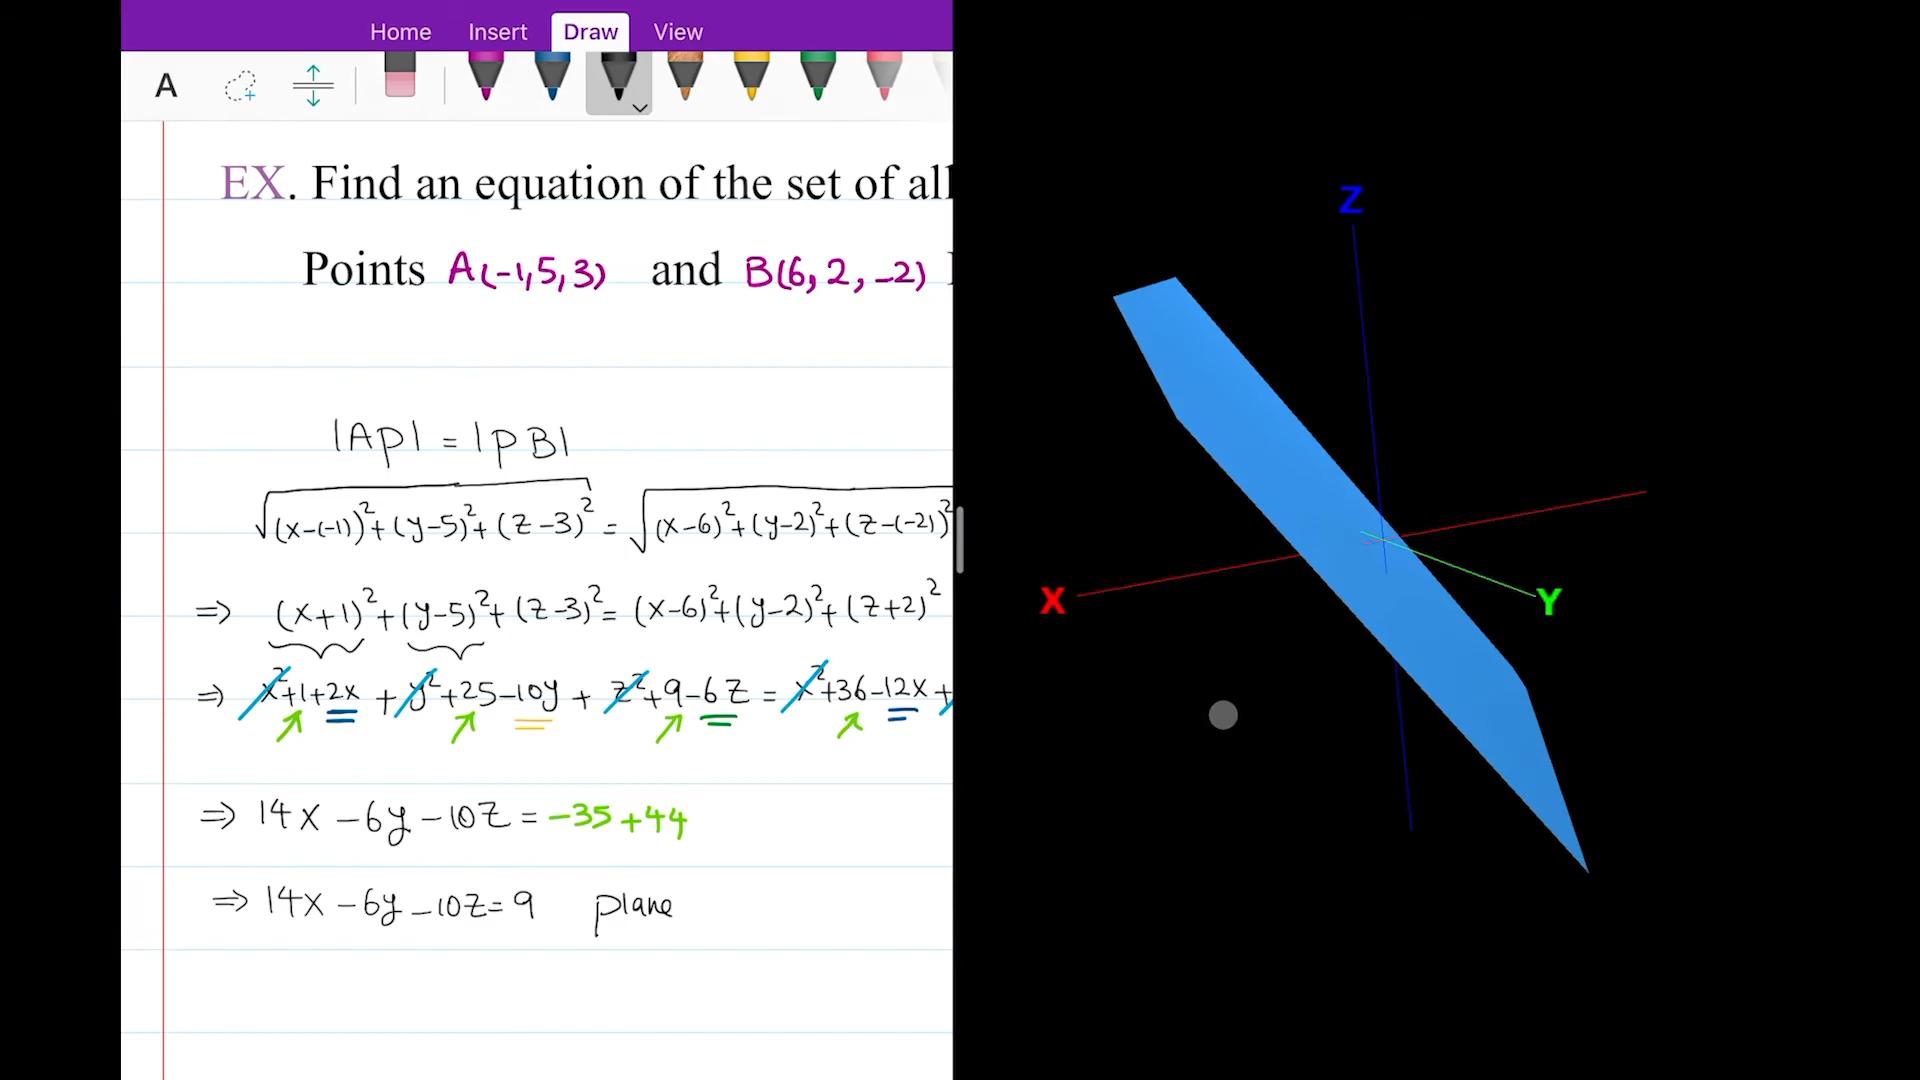 Home Insert Draw View
A
EX. Find an equation of the set of all
Points A(-1,5,3) and B(6,2,-2)
|AP| = |PB|
√(x-(-1))²+(y-5)²+(z-3)² = √(x-6)²+(y-2)²+(z-(-2))²
⇒ (x+1)²+(y-5)²+(z-3)²=(x-6)²+(y-2)²+(z+2)²
⇒ x²+1+2x + y²+25-10y + z²+9-6z = x²+36-12x+
⇒ 14x-6y-10z = -35+44
⇒ 14x-6y-10z=9 plane
Z
X
Y